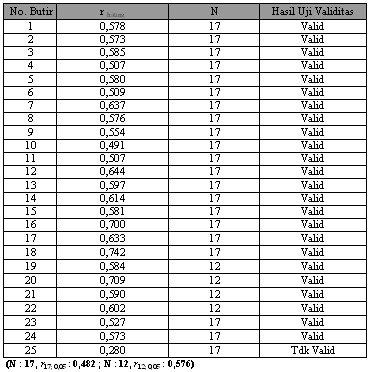 No. Butir r N Hasil Uji Validitas
1 0,578 17 Valid
2 0,573 17 Valid
3 0,585 17 Valid
4 0,507 17 Valid
5 0,580 17 Valid
6 0,509 17 Valid
7 0,637 17 Valid
8 0,576 17 Valid
9 0,554 17 Valid
10 0,491 17 Valid
11 0,507 17 Valid
12 0,644 17 Valid
13 0,597 17 Valid
14 0,614 17 Valid
15 0,581 17 Valid
16 0,700 17 Valid
17 0,633 17 Valid
18 0,742 17 Valid
19 0,584 12 Valid
20 0,709 12 Valid
21 0,590 12 Valid
22 0,602 12 Valid
23 0,527 17 Valid
24 0,573 17 Valid
25 0,280 17 Tdk Valid
(N : 17, r17; 0,05 : 0,482 ; N : 12, r12; 0,05 : 0,576)